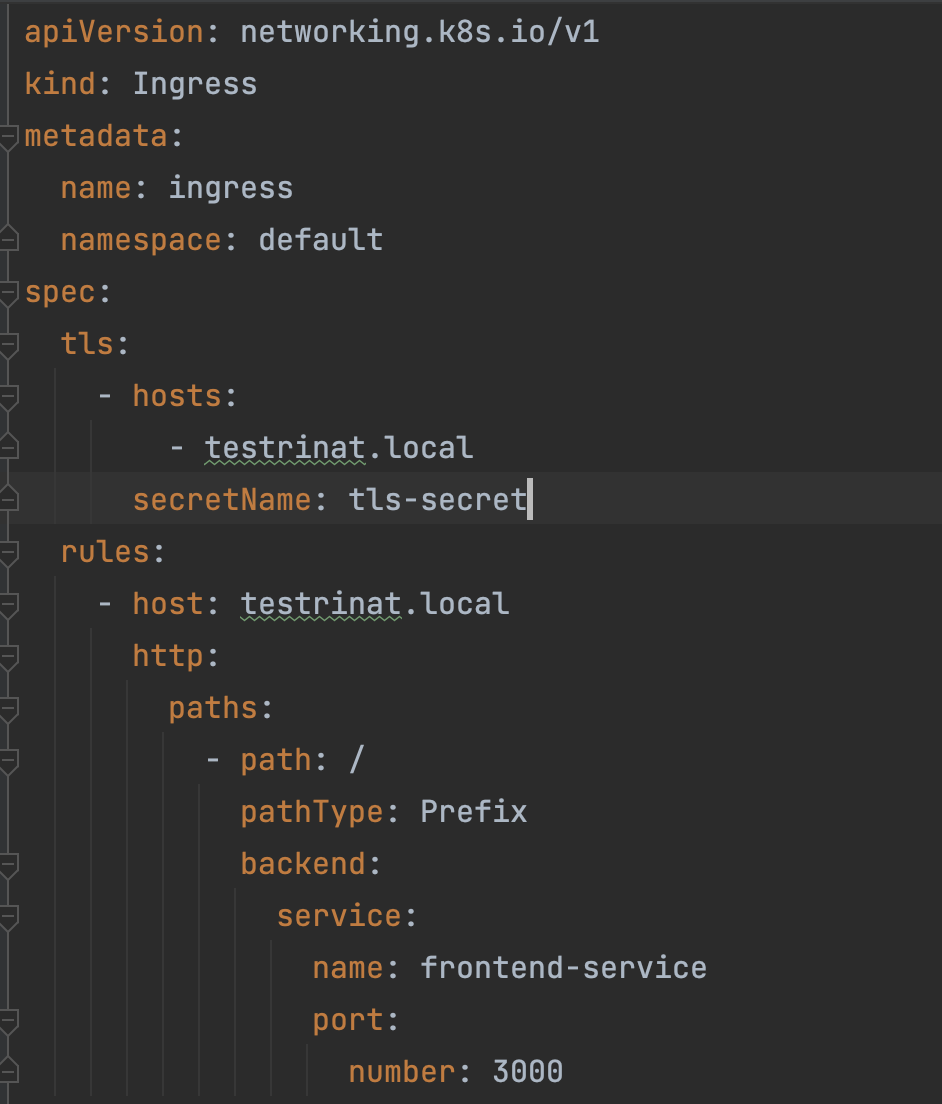 apiVersion: networking.k8s.io/v1
kind: Ingress
metadata:
  name: ingress
  namespace: default
spec:
  tls:
    - hosts:
        - testrinat.local
      secretName: tls-secret
  rules:
    - host: testrinat.local
      http:
        paths:
          - path: /
            pathType: Prefix
            backend:
              service:
                name: frontend-service
                port:
                  number: 3000